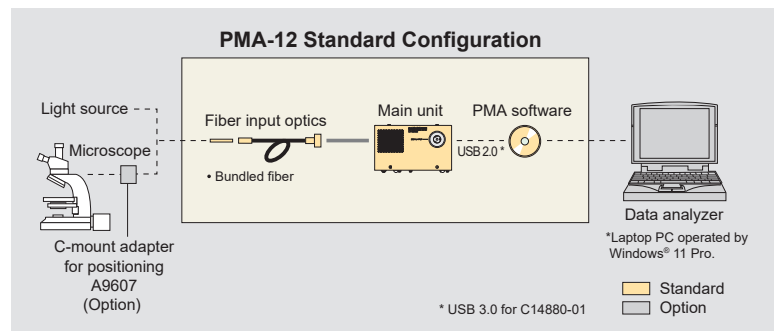 PMA-12 Standard Configuration
Light source
Microscope
C-mount adapter
for positioning
A9607
(Option)
Fiber input optics
• Bundled fiber
Main unit
USB 2.0 *
PMA software
Data analyzer
*Laptop PC operated by
Windows® 11 Pro.
Standard
Option
* USB 3.0 for C14880-01